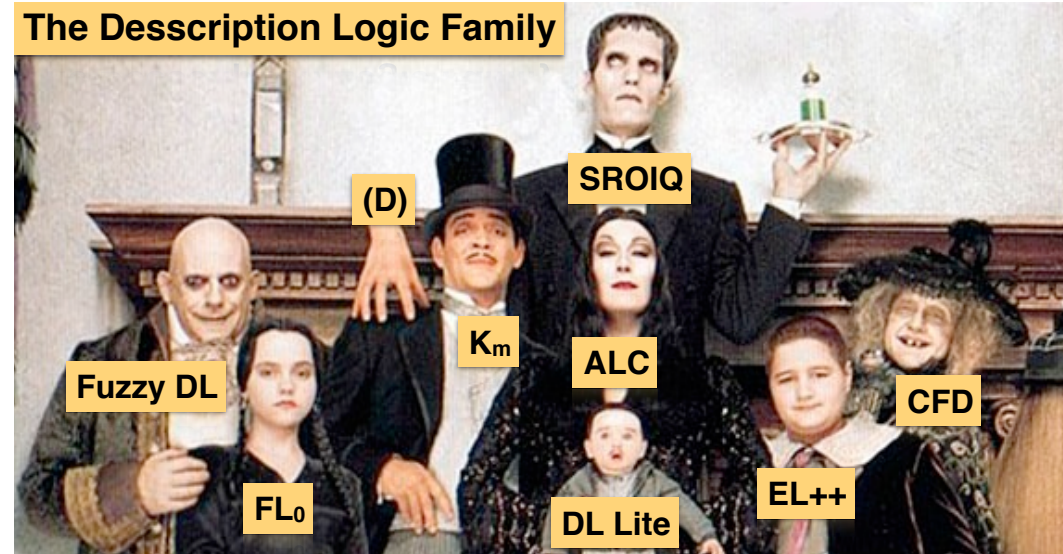 The Desscription Logic Family
SROIQ
(D)
Kₘ
ALC
Fuzzy DL
CFD
EL++
FL₀
DL Lite